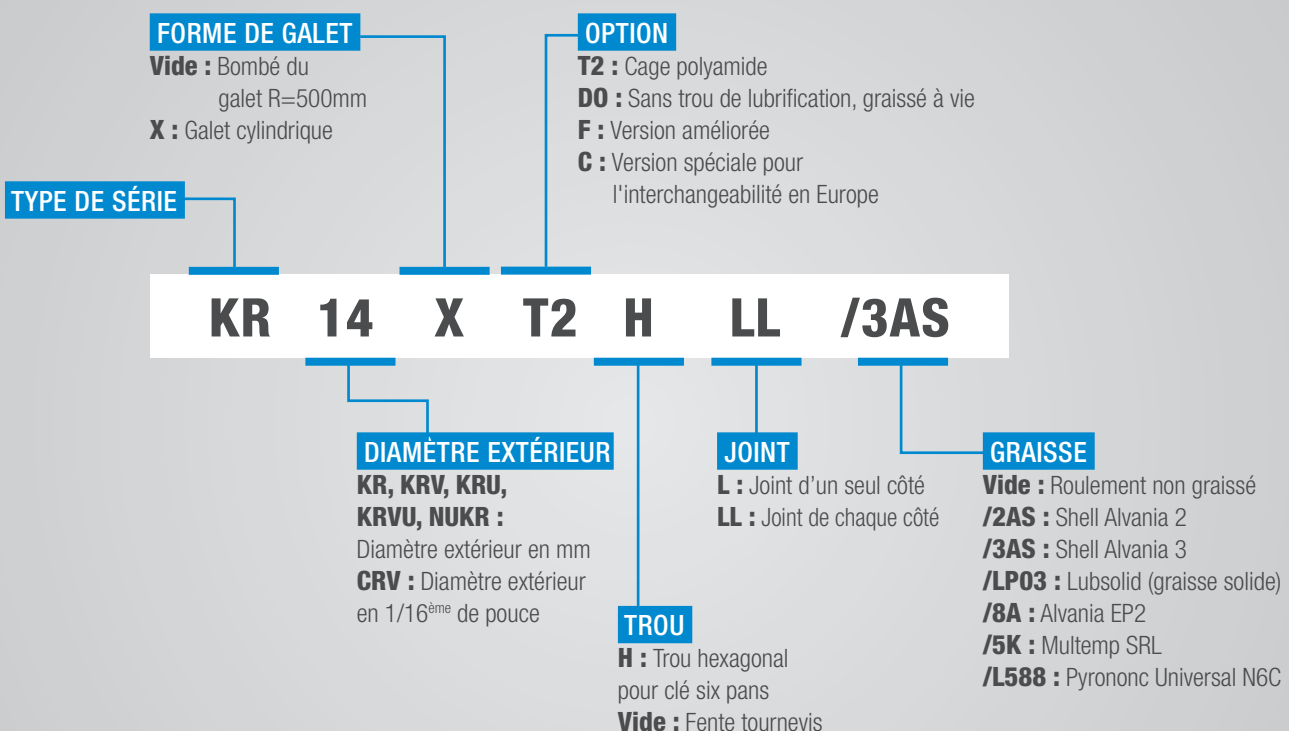 FORME DE GALET
Vide : Bombé du
galet R=500mm
X : Galet cylindrique
OPTION
T2 : Cage polyamide
DO : Sans trou de lubrification, graissé à vie
F : Version améliorée
C : Version spéciale pour
l'interchangeabilité en Europe
TYPE DE SÉRIE
KR 14 X T2 H LL /3AS
DIAMÈTRE EXTÉRIEUR
KR, KRV, KRU,
KRVU, NUKR :
Diamètre extérieur en mm
CRV : Diamètre extérieur
en 1/16ème de pouce
TROU
H : Trou hexagonal
pour clé six pans
Vide : Fente tournevis
JOINT
L : Joint d’un seul côté
LL : Joint de chaque côté
GRAISSE
Vide : Roulement non graissé
/2AS : Shell Alvania 2
/3AS : Shell Alvania 3
/LP03 : Lubsolid (graisse solide)
/8A : Alvania EP2
/5K : Multemp SRL
/L588 : Pyrononc Universal N6C